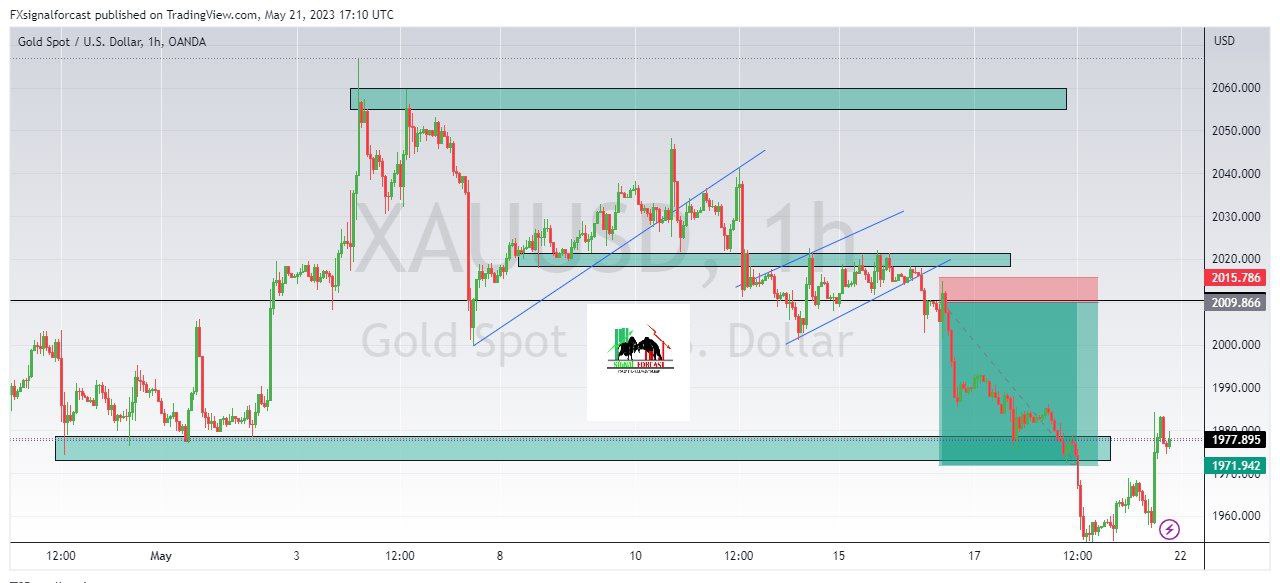 FXsignalforcast published on TradingView.com, May 21, 2023 17:10 UTC
Gold Spot / U.S. Dollar, 1h, OANDA
USD
2060.000
2050.000
2040.000
XAUUSD, 1h
2030.000
2020.000
2015.786
2009.866
Gold Spot . Dollar
2000.000
1990.000
1980.000
1977.895
1971.942
1970.000
1960.000
12:00 May 3 12:00 8 10 12:00 15 17 12:00 22